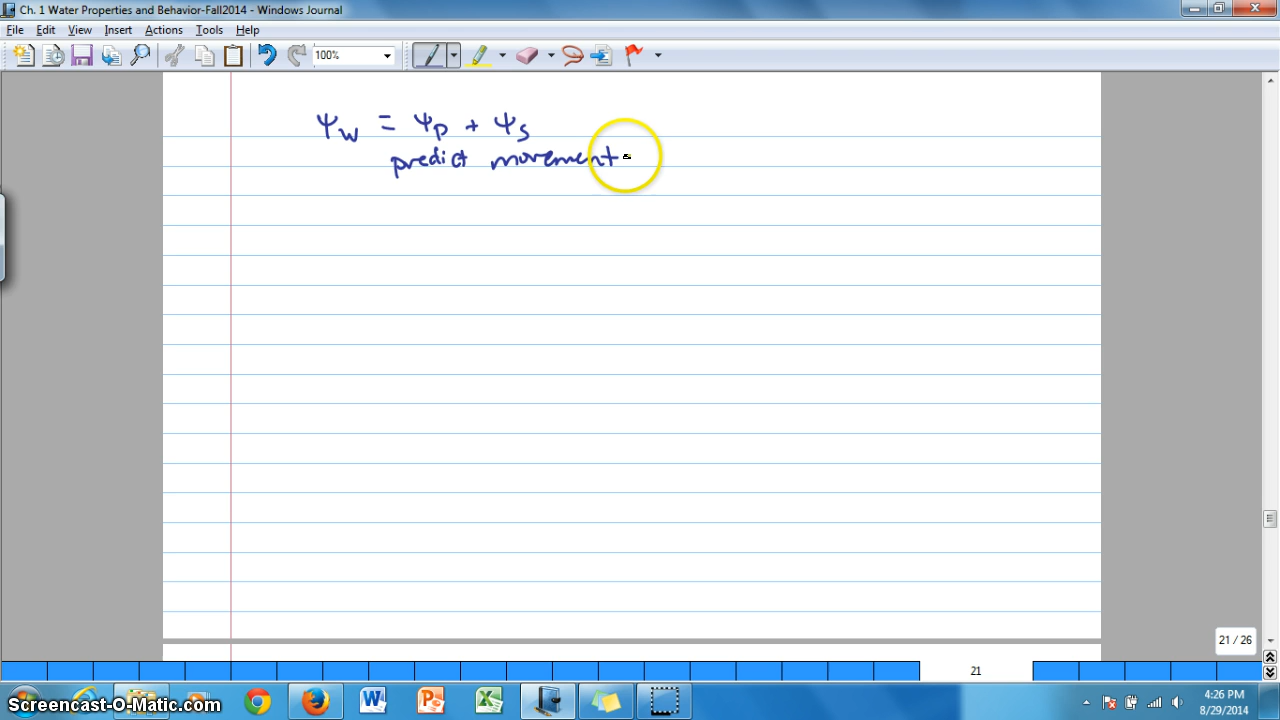 Ch. 1 Water Properties and Behavior-Fall2014 - Windows Journal
File Edit View Insert Actions Tools Help
100%
Ψw = Ψp + Ψs
predict movement
21 / 26
21
Screencast-O-Matic.com
4:26 PM
8/29/2014